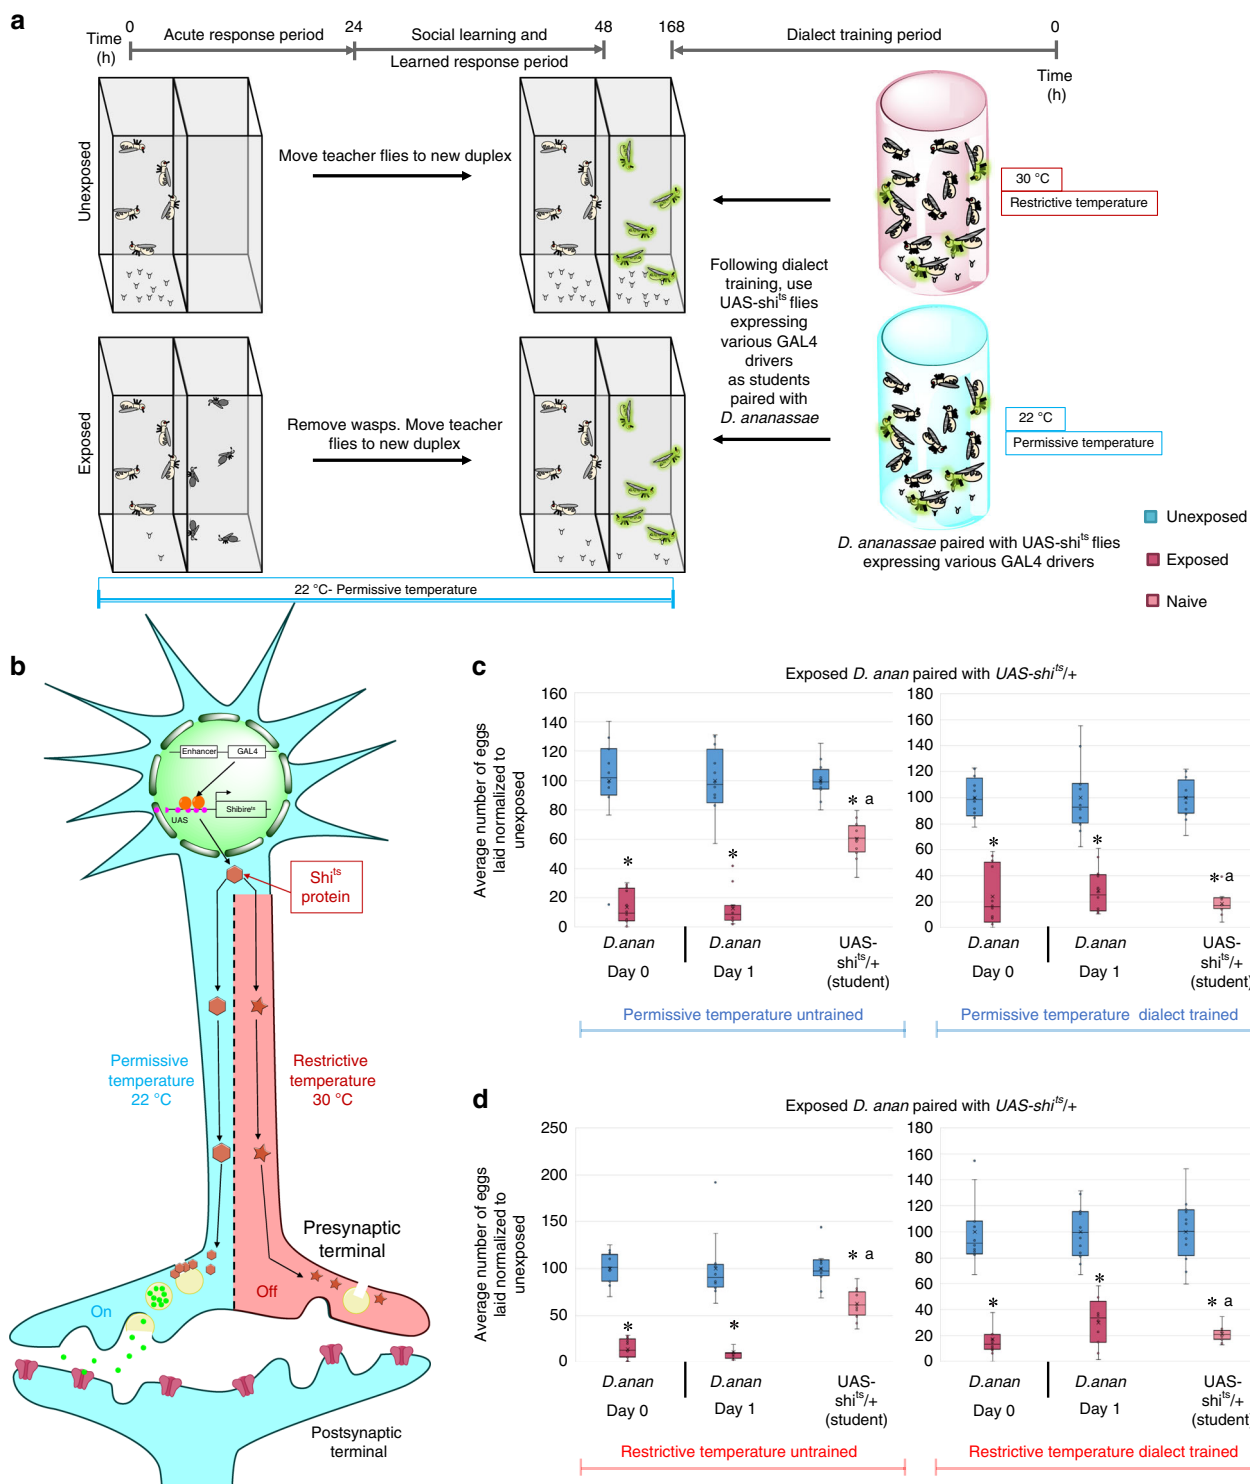 a
Time
(h)
0
Acute response period
24
Social learning and
Learned response period
48
168
Dialect training period
0
Time
(h)
Unexposed
Move teacher flies to new duplex
30 °C
Restrictive temperature
Following dialect
training, use
UAS-shi^ts flies
expressing
various GAL4
drivers
as students
paired with
D. ananassae
Exposed
Remove wasps. Move teacher
flies to new duplex
22 °C
Permissive temperature
D. ananassae paired with UAS-shi^ts flies
expressing various GAL4 drivers
22 °C- Permissive temperature
Unexposed
Exposed
Naive
b
Enhancer
GAL4
UAS
Shibire^ts
Shi^ts
protein
Permissive
temperature
22 °C
Restrictive
temperature
30 °C
Presynaptic
terminal
On
Off
Postsynaptic
terminal
c
Exposed D. anan paired with UAS-shi^ts/+
Average number of eggs
laid normalized to
unexposed
160
140
120
100
80
60
40
20
0
*
*
* a
D.anan
Day 0
D.anan
Day 1
UAS-
shi^ts/+
(student)
Permissive temperature untrained
180
160
140
120
100
80
60
40
20
0
*
*
* a
D.anan
Day 0
D.anan
Day 1
UAS-
shi^ts/+
(student)
Permissive temperature dialect trained
d
Exposed D. anan paired with UAS-shi^ts/+
Average number of eggs
laid normalized to
unexposed
250
200
150
100
50
0
*
*
* a
D.anan
Day 0
D.anan
Day 1
UAS-
shi^ts/+
(student)
Restrictive temperature untrained
180
160
140
120
100
80
60
40
20
0
*
*
* a
D.anan
Day 0
D.anan
Day 1
UAS-
shi^ts/+
(student)
Restrictive temperature dialect trained